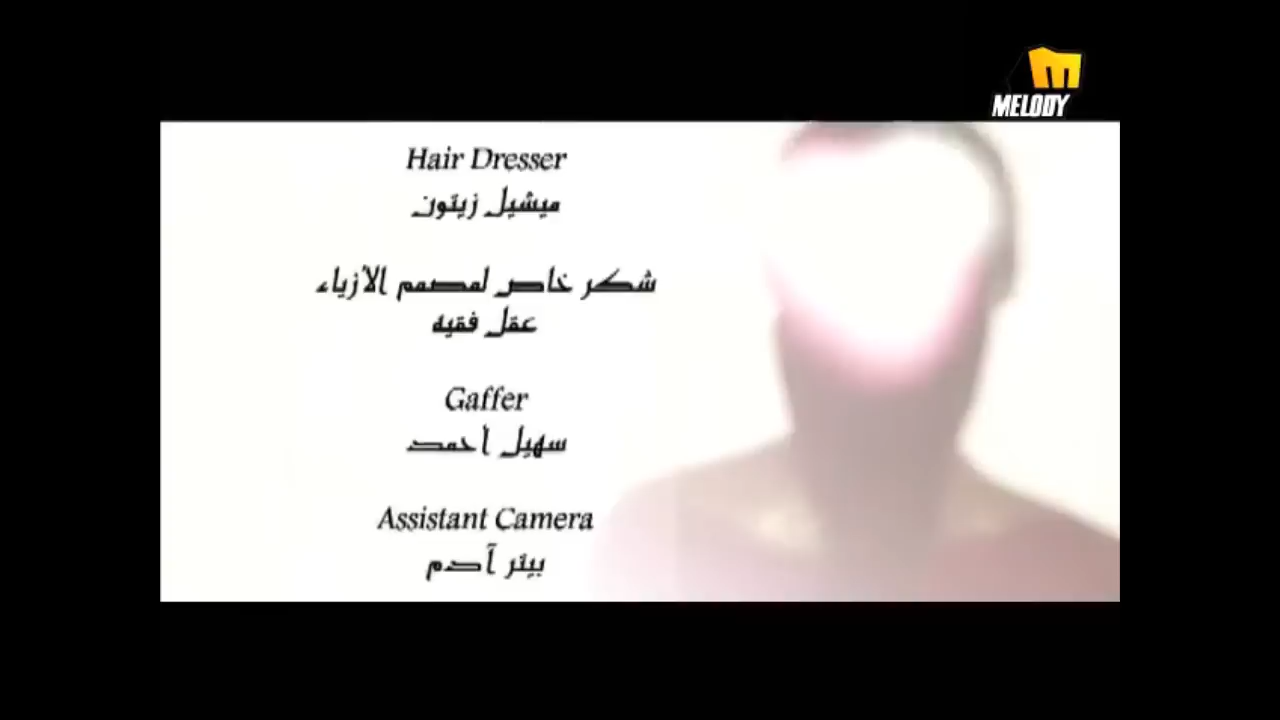 MELODY
Hair Dresser
ميشيل زيتون
شكر خاص لمصمم الأزياء
عقل فقيه
Gaffer
سهيل أحمد
Assistant Camera
بيتر آدم